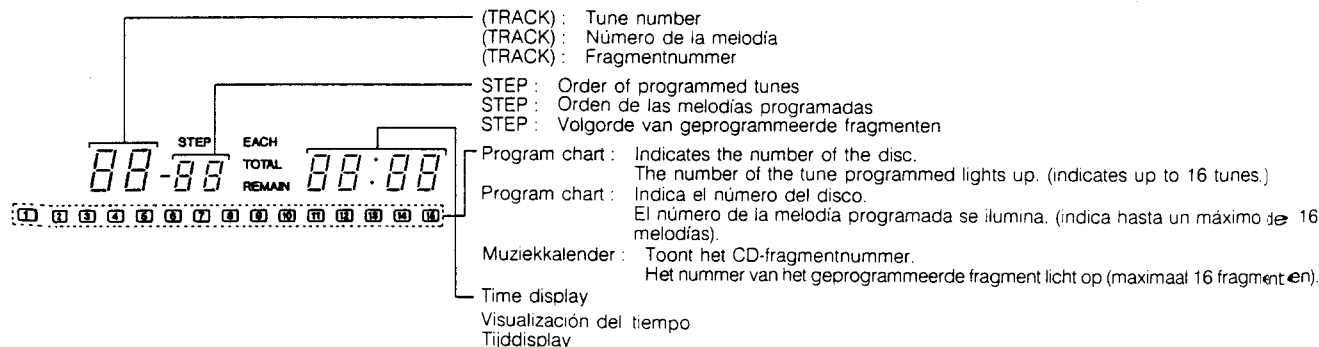 (TRACK) : Tune number
(TRACK) : Número de la melodía
(TRACK) : Fragmentnummer
STEP : Order of programmed tunes
STEP : Orden de las melodías programadas
STEP : Volgorde van geprogrammeerde fragmenten
STEP EACH
TOTAL
REMAIN
88-88 88:88
Program chart : Indicates the number of the disc.
The number of the tune programmed lights up. (indicates up to 16 tunes.)
Program chart : Indica el número del disco.
El número de la melodía programada se ilumina. (indica hasta un máximo de 16
melodías).
Muziekkalender : Toont het CD-fragmentnummer.
Het nummer van het geprogrammeerde fragment licht op (maximaal 16 fragmenten).
1 2 3 4 5 6 7 8 9 10 11 12 13 14
Time display
Visualización del tiempo
Tijddisplay